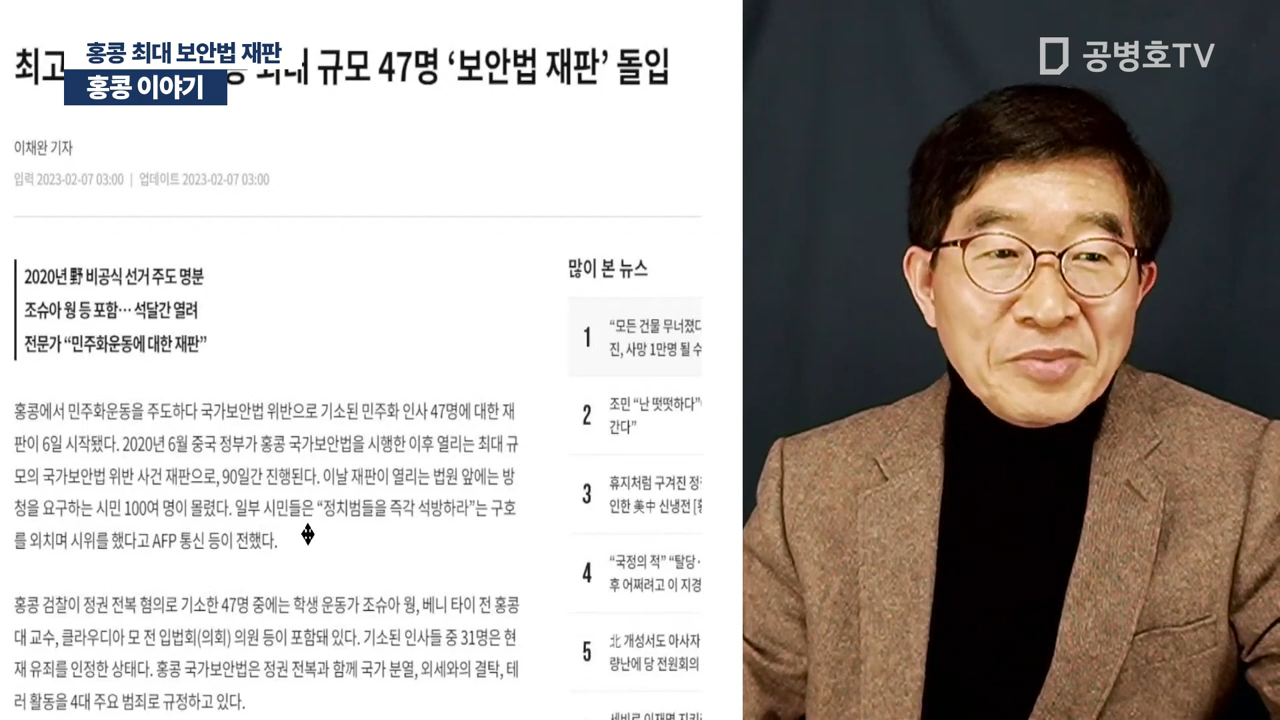 홍콩 최대 보안법 재판
홍콩 이야기
최고 최대 규모 47명 ‘보안법 재판’ 돌입
공병호TV
이채완 기자
입력 2023-02-07 03:00 | 업데이트 2023-02-07 03:00
2020년 野 비공식 선거 주도 명분
조슈아 웡 등 포함… 석달간 열려
전문가 “민주화운동에 대한 재판”
홍콩에서 민주화운동을 주도하다 국가보안법 위반으로 기소된 민주화 인사 47명에 대한 재
판이 6일 시작됐다. 2020년 6월 중국 정부가 홍콩 국가보안법을 시행한 이후 열리는 최대 규
모의 국가보안법 위반 사건 재판으로, 90일간 진행된다. 이날 재판이 열리는 법원 앞에는 방
청을 요구하는 시민 100여 명이 몰렸다. 일부 시민들은 “정치범들을 즉각 석방하라”는 구호
를 외치며 시위를 했다고 AFP 통신 등이 전했다.
홍콩 검찰이 정권 전복 혐의로 기소한 47명 중에는 학생 운동가 조슈아 웡, 베니 타이 전 홍콩
대 교수, 클라우디아 모 전 입법회(의회) 의원 등이 포함돼 있다. 기소된 인사들 중 31명은 현
재 유죄를 인정한 상태다. 홍콩 국가보안법은 정권 전복과 함께 국가 분열, 외세와의 결탁, 테
러 활동을 4대 주요 범죄로 규정하고 있다.
많이 본 뉴스
1
“모든 건물 무너졌다
진, 사망 1만명 될 수
2
조민 “난 떳떳하다”
간다”
3
휴지처럼 구겨진 정
인한 美中 신냉전
4
“국정의 적” “탈당·
후 어쩌려고 이 지경
5
北 개성서도 아사자
량난에 당 전원회의